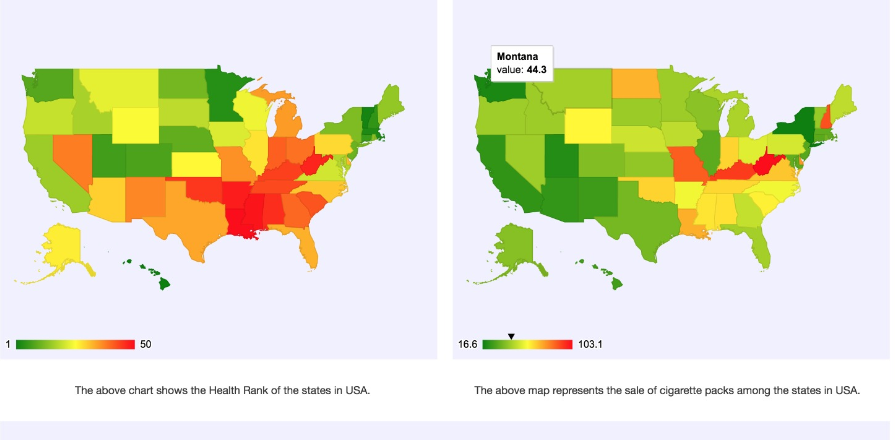 Montana
value: 44.3
1 50
16.6 103.1
The above chart shows the Health Rank of the states in USA.
The above map represents the sale of cigarette packs among the states in USA.